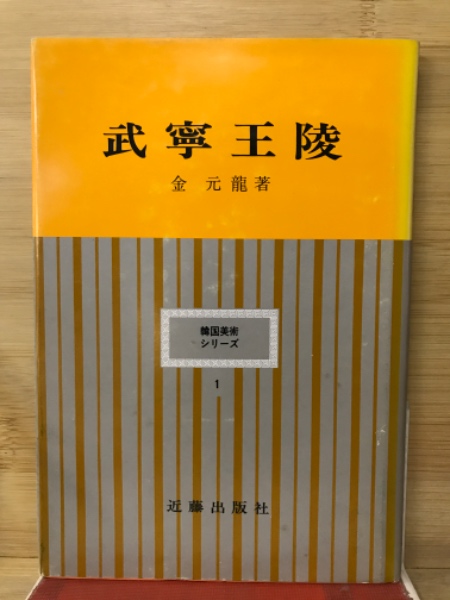 武寧王陵
金元龍著
韓国美術
シリーズ
1
近藤出版社